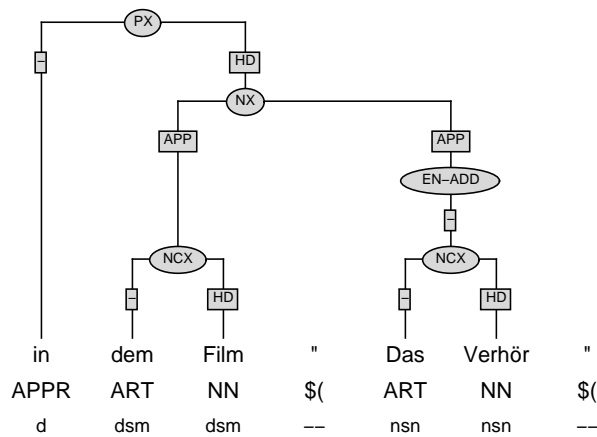 PX
– HD
NX
APP APP
EN–ADD
–
NCX NCX
– HD – HD
in dem Film " Das Verhör "
APPR ART NN $( ART NN $(
d dsm dsm –– nsn nsn ––